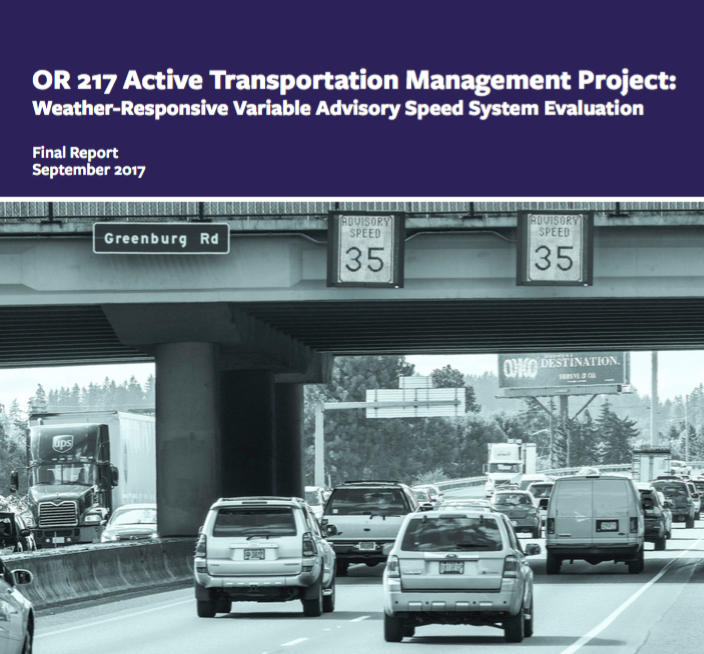 OR 217 Active Transportation Management Project:
Weather-Responsive Variable Advisory Speed System Evaluation
Final Report
September 2017
Greenburg Rd
ADVISORY
SPEED
35
ADVISORY
SPEED
35
DESTINATION.
ups